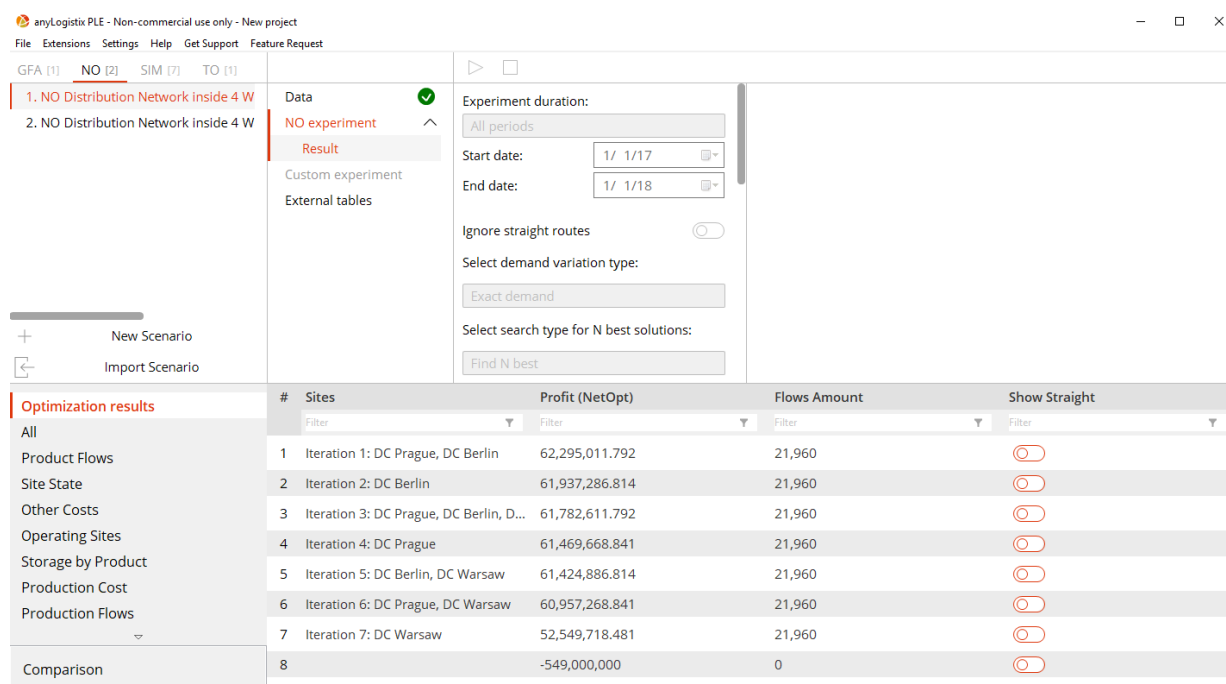 anyLogistix PLE - Non-commercial use only - New project
File Extensions Settings Help Get Support Feature Request
GFA [1] NO [2] SIM [7] TO [1]
1. NO Distribution Network inside 4 W
2. NO Distribution Network inside 4 W
New Scenario
Import Scenario
Data
NO experiment
Result
Custom experiment
External tables
Experiment duration:
All periods
Start date: 1/ 1/17
End date: 1/ 1/18
Ignore straight routes
Select demand variation type:
Exact demand
Select search type for N best solutions:
Find N best
Optimization results
All
Product Flows
Site State
Other Costs
Operating Sites
Storage by Product
Production Cost
Production Flows
Comparison
# Sites Profit (NetOpt) Flows Amount Show Straight
Filter Filter Filter Filter
1 Iteration 1: DC Prague, DC Berlin 62,295,011.792 21,960
2 Iteration 2: DC Berlin 61,937,286.814 21,960
3 Iteration 3: DC Prague, DC Berlin, D... 61,782,611.792 21,960
4 Iteration 4: DC Prague 61,469,668.841 21,960
5 Iteration 5: DC Berlin, DC Warsaw 61,424,886.814 21,960
6 Iteration 6: DC Prague, DC Warsaw 60,957,268.841 21,960
7 Iteration 7: DC Warsaw 52,549,718.481 21,960
8 -549,000,000 0